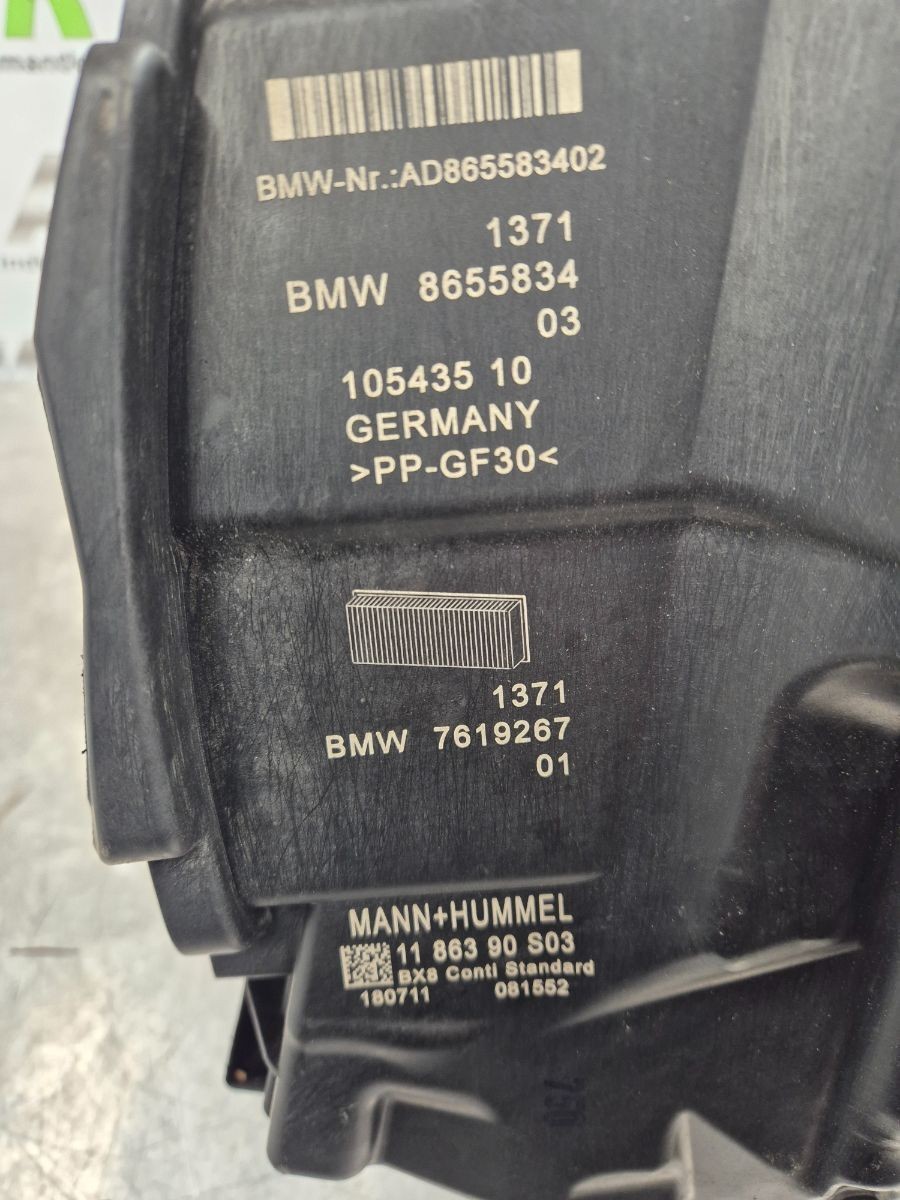 R
BMW-Nr.:AD865583402
1371
BMW 8655834
03
105435 10
GERMANY
>PP-GF30<
1371
BMW 7619267
01
MANN+HUMMEL
11 863 90 S03
BX8 Conti Standard
180711 081552